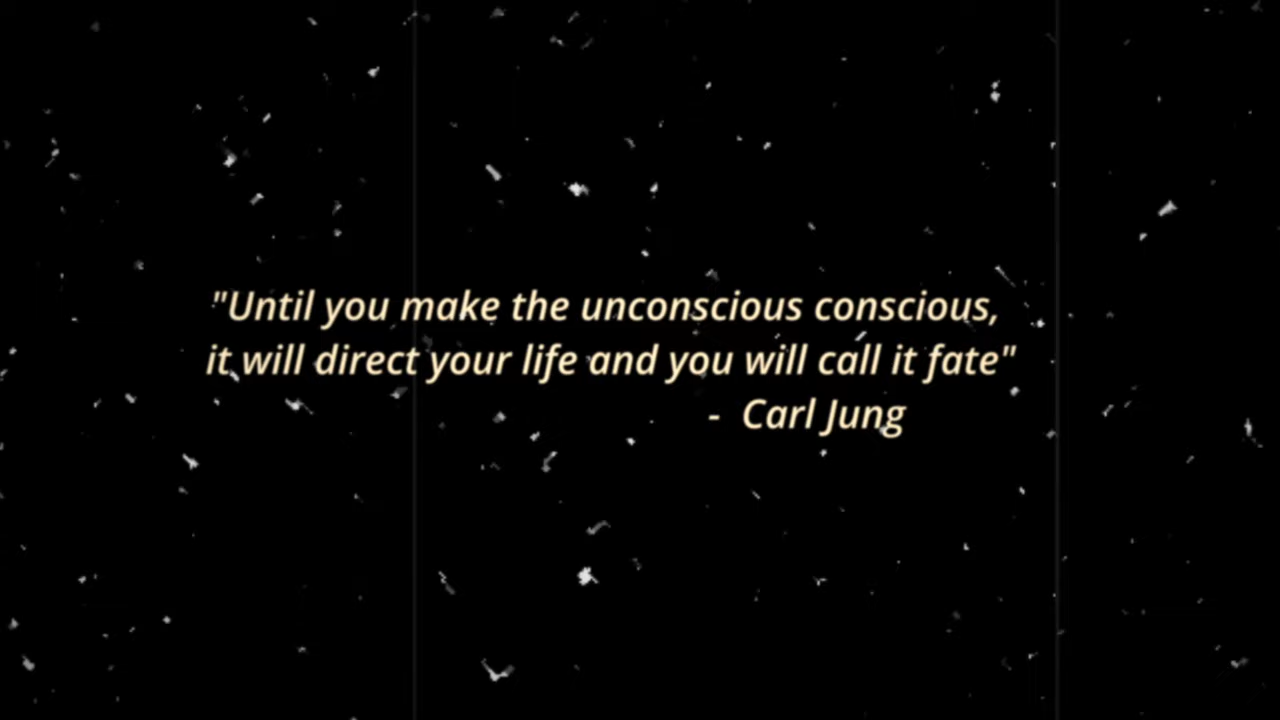 "Until you make the unconscious conscious,
it will direct your life and you will call it fate"
- Carl Jung